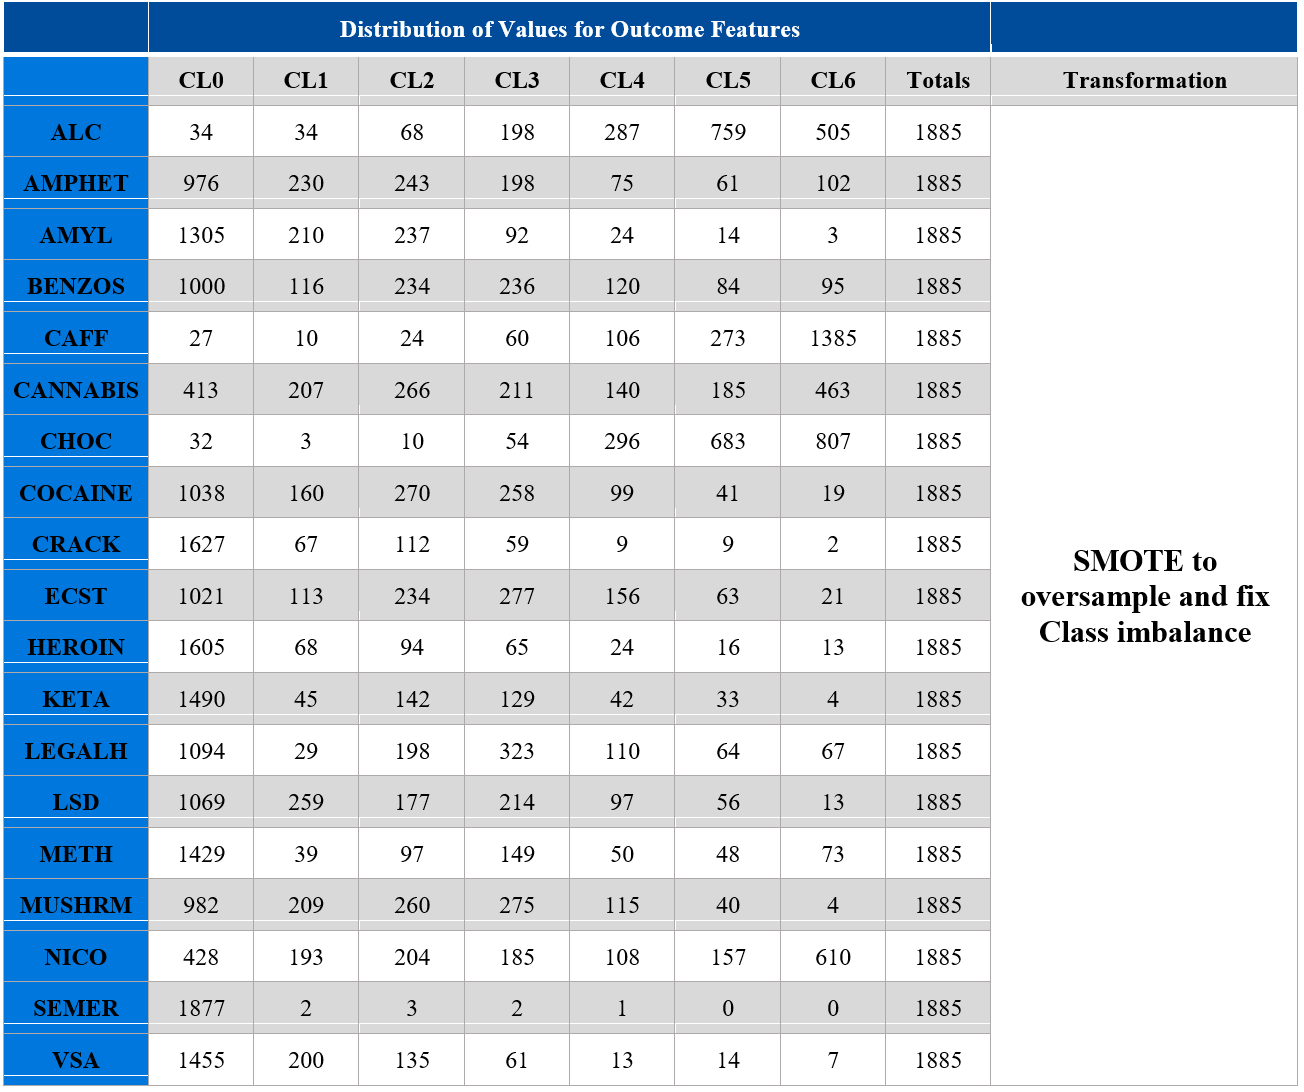 Distribution of Values for Outcome Features
CL0 CL1 CL2 CL3 CL4 CL5 CL6 Totals Transformation
ALC 34 34 68 198 287 759 505 1885
AMPHET 976 230 243 198 75 61 102 1885
AMYL 1305 210 237 92 24 14 3 1885
BENZOS 1000 116 234 236 120 84 95 1885
CAFF 27 10 24 60 106 273 1385 1885
CANNABIS 413 207 266 211 140 185 463 1885
CHOC 32 3 10 54 296 683 807 1885
COCAINE 1038 160 270 258 99 41 19 1885
CRACK 1627 67 112 59 9 9 2 1885
ECST 1021 113 234 277 156 63 21 1885
HEROIN 1605 68 94 65 24 16 13 1885
KETA 1490 45 142 129 42 33 4 1885
LEGALH 1094 29 198 323 110 64 67 1885
LSD 1069 259 177 214 97 56 13 1885
METH 1429 39 97 149 50 48 73 1885
MUSHRM 982 209 260 275 115 40 4 1885
NICO 428 193 204 185 108 157 610 1885
SEMER 1877 2 3 2 1 0 0 1885
VSA 1455 200 135 61 13 14 7 1885
SMOTE to
oversample and fix
Class imbalance